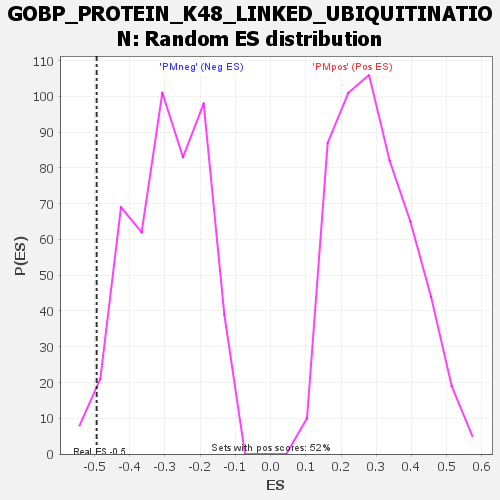 GOBP_PROTEIN_K48_LINKED_UBIQUITINATIO
N: Random ES distribution
'PMneg' (Neg ES)
'PMpos' (Pos ES)
110
100
90
80
70
60
50
40
30
20
10
0
P(ES)
Real ES -0.5
Sets with pos scores: 52%
-0.5 -0.4 -0.3 -0.2 -0.1 0.0 0.1 0.2 0.3 0.4 0.5 0.6
ES